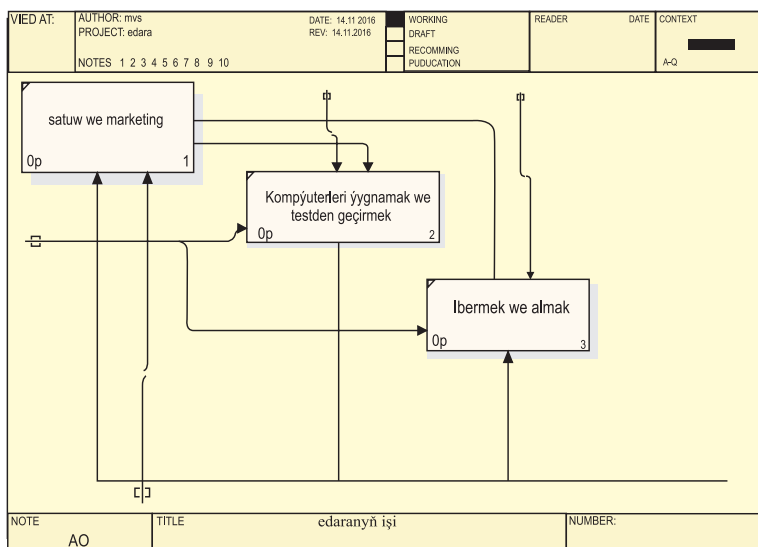 VIED AT:
AUTHOR: mvs
PROJECT: edara
NOTES 1 2 3 4 5 6 7 8 9 10
DATE: 14.11 2016
REV: 14.11.2016
WORKING
DRAFT
RECOMMING
PUDUCATION
READER DATE
CONTEXT
A-Q
satuw we marketing
0p 1
Kompýuterleri ýygnamak we
testden geçirmek
0p 2
Ibermek we almak
0p 3
NOTE
AO
TITLE
edaranyň işi
NUMBER: